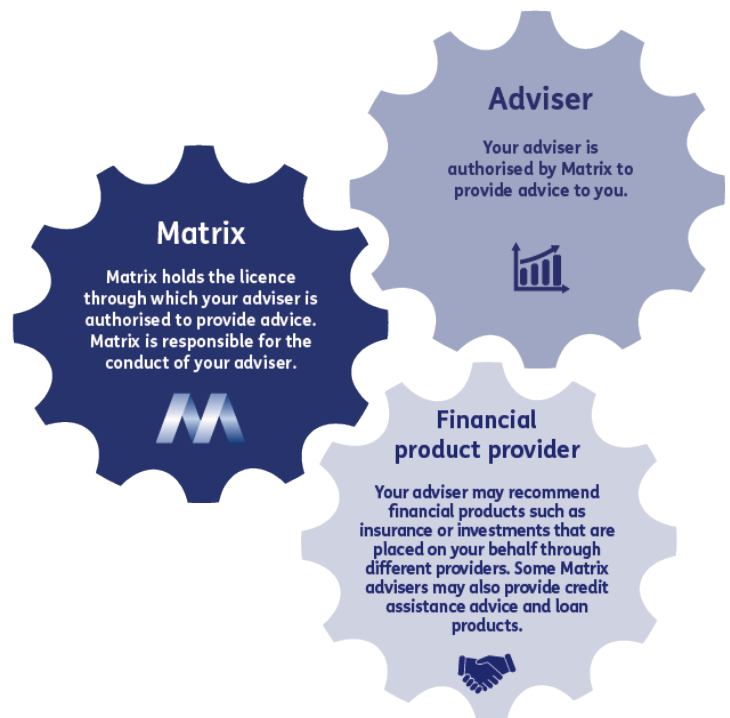 Adviser
Your adviser is
authorised by Matrix to
provide advice to you.
Matrix
Matrix holds the licence
through which your adviser is
authorised to provide advice.
Matrix is responsible for the
conduct of your adviser.
Financial
product provider
Your adviser may recommend
financial products such as
insurance or investments that are
placed on your behalf through
different providers. Some Matrix
advisers may also provide credit
assistance advice and loan
products.